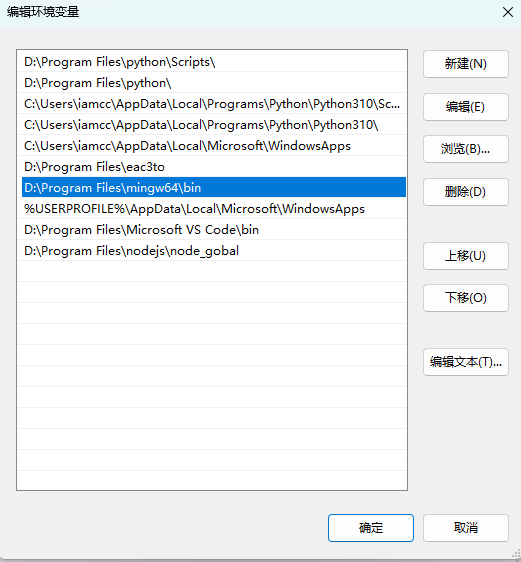 编辑环境变量
D:\Program Files\python\Scripts\
D:\Program Files\python\
C:\Users\iamcc\AppData\Local\Programs\Python\Python310\Sc...
C:\Users\iamcc\AppData\Local\Programs\Python\Python310\
C:\Users\iamcc\AppData\Local\Microsoft\WindowsApps
D:\Program Files\eac3to
D:\Program Files\mingw64\bin
%USERPROFILE%\AppData\Local\Microsoft\WindowsApps
D:\Program Files\Microsoft VS Code\bin
D:\Program Files\nodejs\node_gobal
新建(N)
编辑(E)
浏览(B)...
删除(D)
上移(U)
下移(O)
编辑文本(T)...
确定
取消